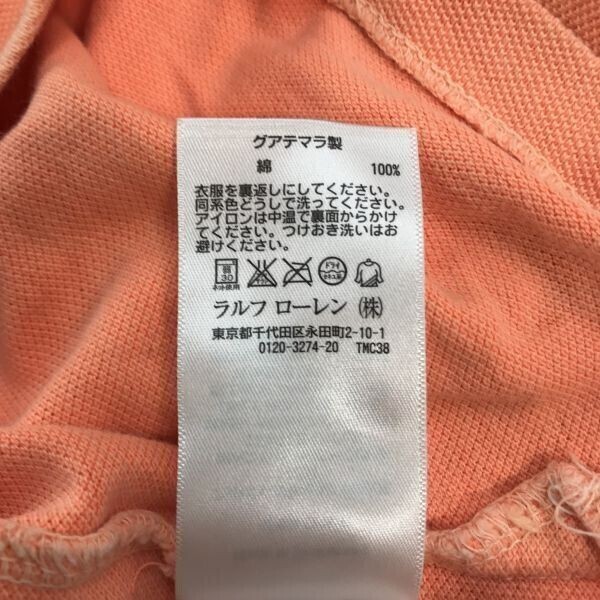 グアテマラ製
綿 100%
衣服を裏返しにしてください。
同系色どうしで洗ってください。
アイロンは中温で裏面からかけ
てください。つけおき洗いはお
避けください。
弱 30 ドライ セキユ系
ネット使用
ラルフ ローレン (株)
東京都千代田区永田町2-10-1
0120-3274-20 TMC38